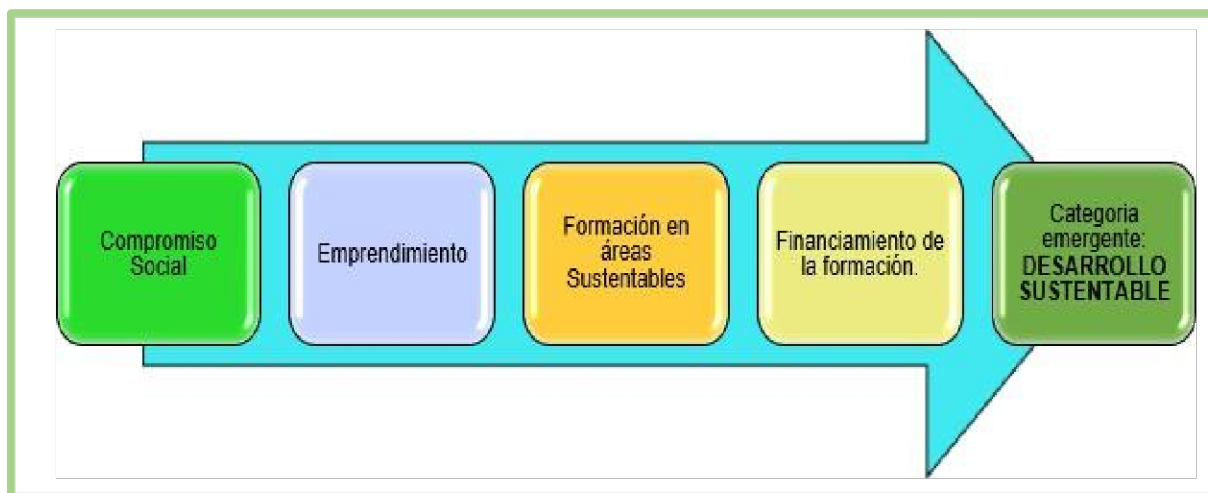 Compromiso
Social
Emprendimiento
Formación en
áreas
Sustentables
Financiamiento de
la formación.
Categoria
emergente:
DESARROLLO
SUSTENTABLE